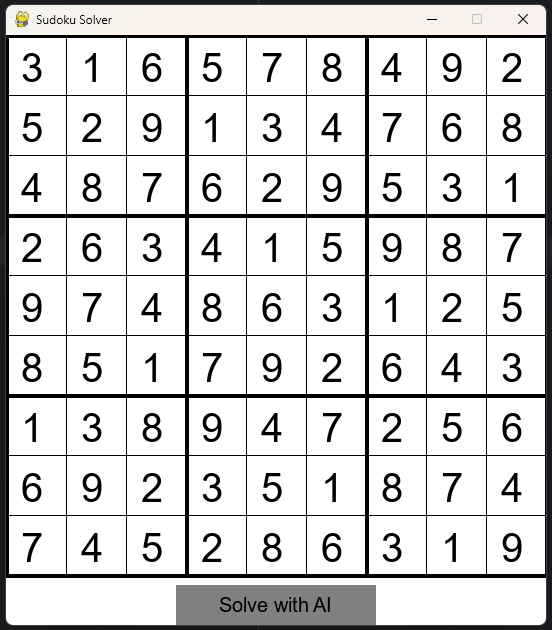 Sudoku Solver
3 1 6 5 7 8 4 9 2
5 2 9 1 3 4 7 6 8
4 8 7 6 2 9 5 3 1
2 6 3 4 1 5 9 8 7
9 7 4 8 6 3 1 2 5
8 5 1 7 9 2 6 4 3
1 3 8 9 4 7 2 5 6
6 9 2 3 5 1 8 7 4
7 4 5 2 8 6 3 1 9
Solve with AI